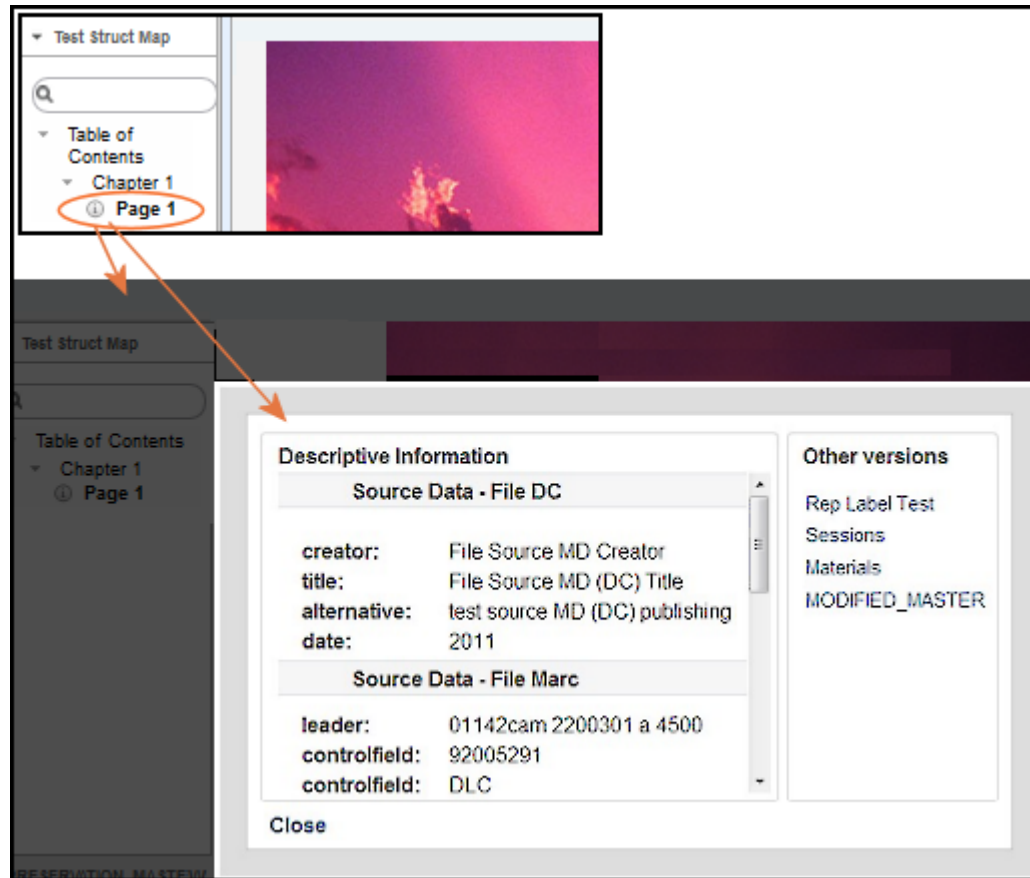 Test Struct Map
Table of
Contents
Chapter 1
Page 1
Test Struct Map
Table of Contents
Chapter 1
Page 1
Descriptive Information
Source Data - File DC
creator: File Source MD Creator
title: File Source MD (DC) Title
alternative: test source MD (DC) publishing
date: 2011
Source Data - File Marc
leader: 01142cam 2200301 a 4500
controlfield: 92005291
controlfield: DLC
Close
Other versions
Rep Label Test
Sessions
Materials
MODIFIED_MASTER